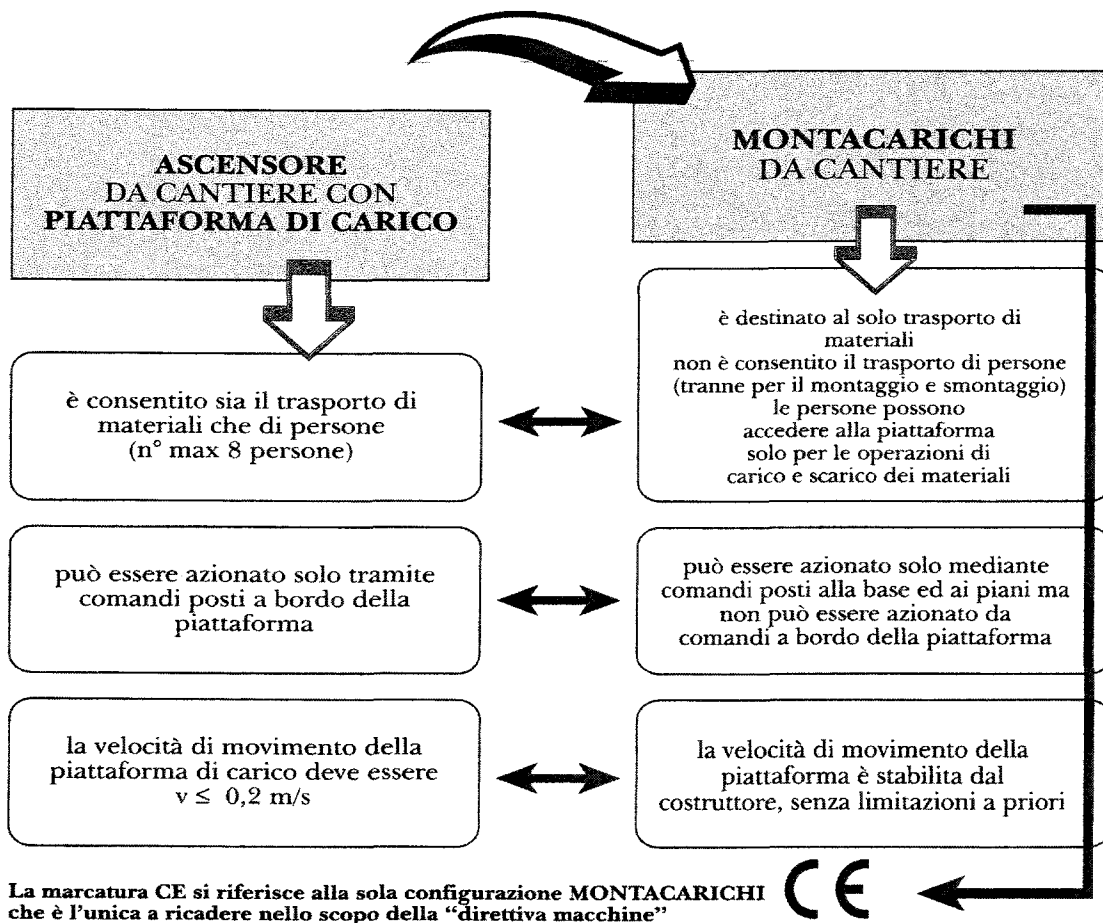 ASCENSORE
DA CANTIERE CON
PIATTAFORMA DI CARICO
è consentito sia il trasporto di
materiali che di persone
(n° max 8 persone)
può essere azionato solo tramite
comandi posti a bordo della
piattaforma
la velocità di movimento della
piattaforma di carico deve essere
v ≤ 0,2 m/s
MONTACARICHI
DA CANTIERE
è destinato al solo trasporto di
materiali
non è consentito il trasporto di persone
(tranne per il montaggio e smontaggio)
le persone possono
accedere alla piattaforma
solo per le operazioni di
carico e scarico dei materiali
può essere azionato solo mediante
comandi posti alla base ed ai piani ma
non può essere azionato da
comandi a bordo della piattaforma
la velocità di movimento della
piattaforma è stabilita dal
costruttore, senza limitazioni a priori
La marcatura CE si riferisce alla sola configurazione MONTACARICHI
che è l'unica a ricadere nello scopo della “direttiva macchine”
CE